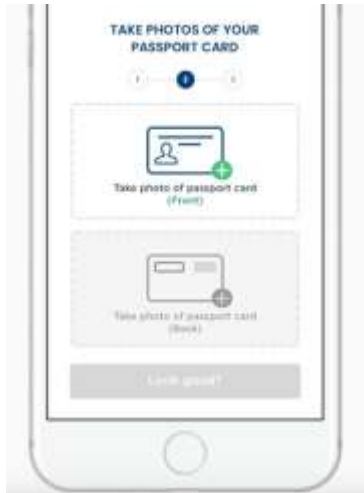 TAKE PHOTOS OF YOUR
PASSPORT CARD
Take photo of passport card
(Front)
Take photo of passport card
(Back)
Look good?